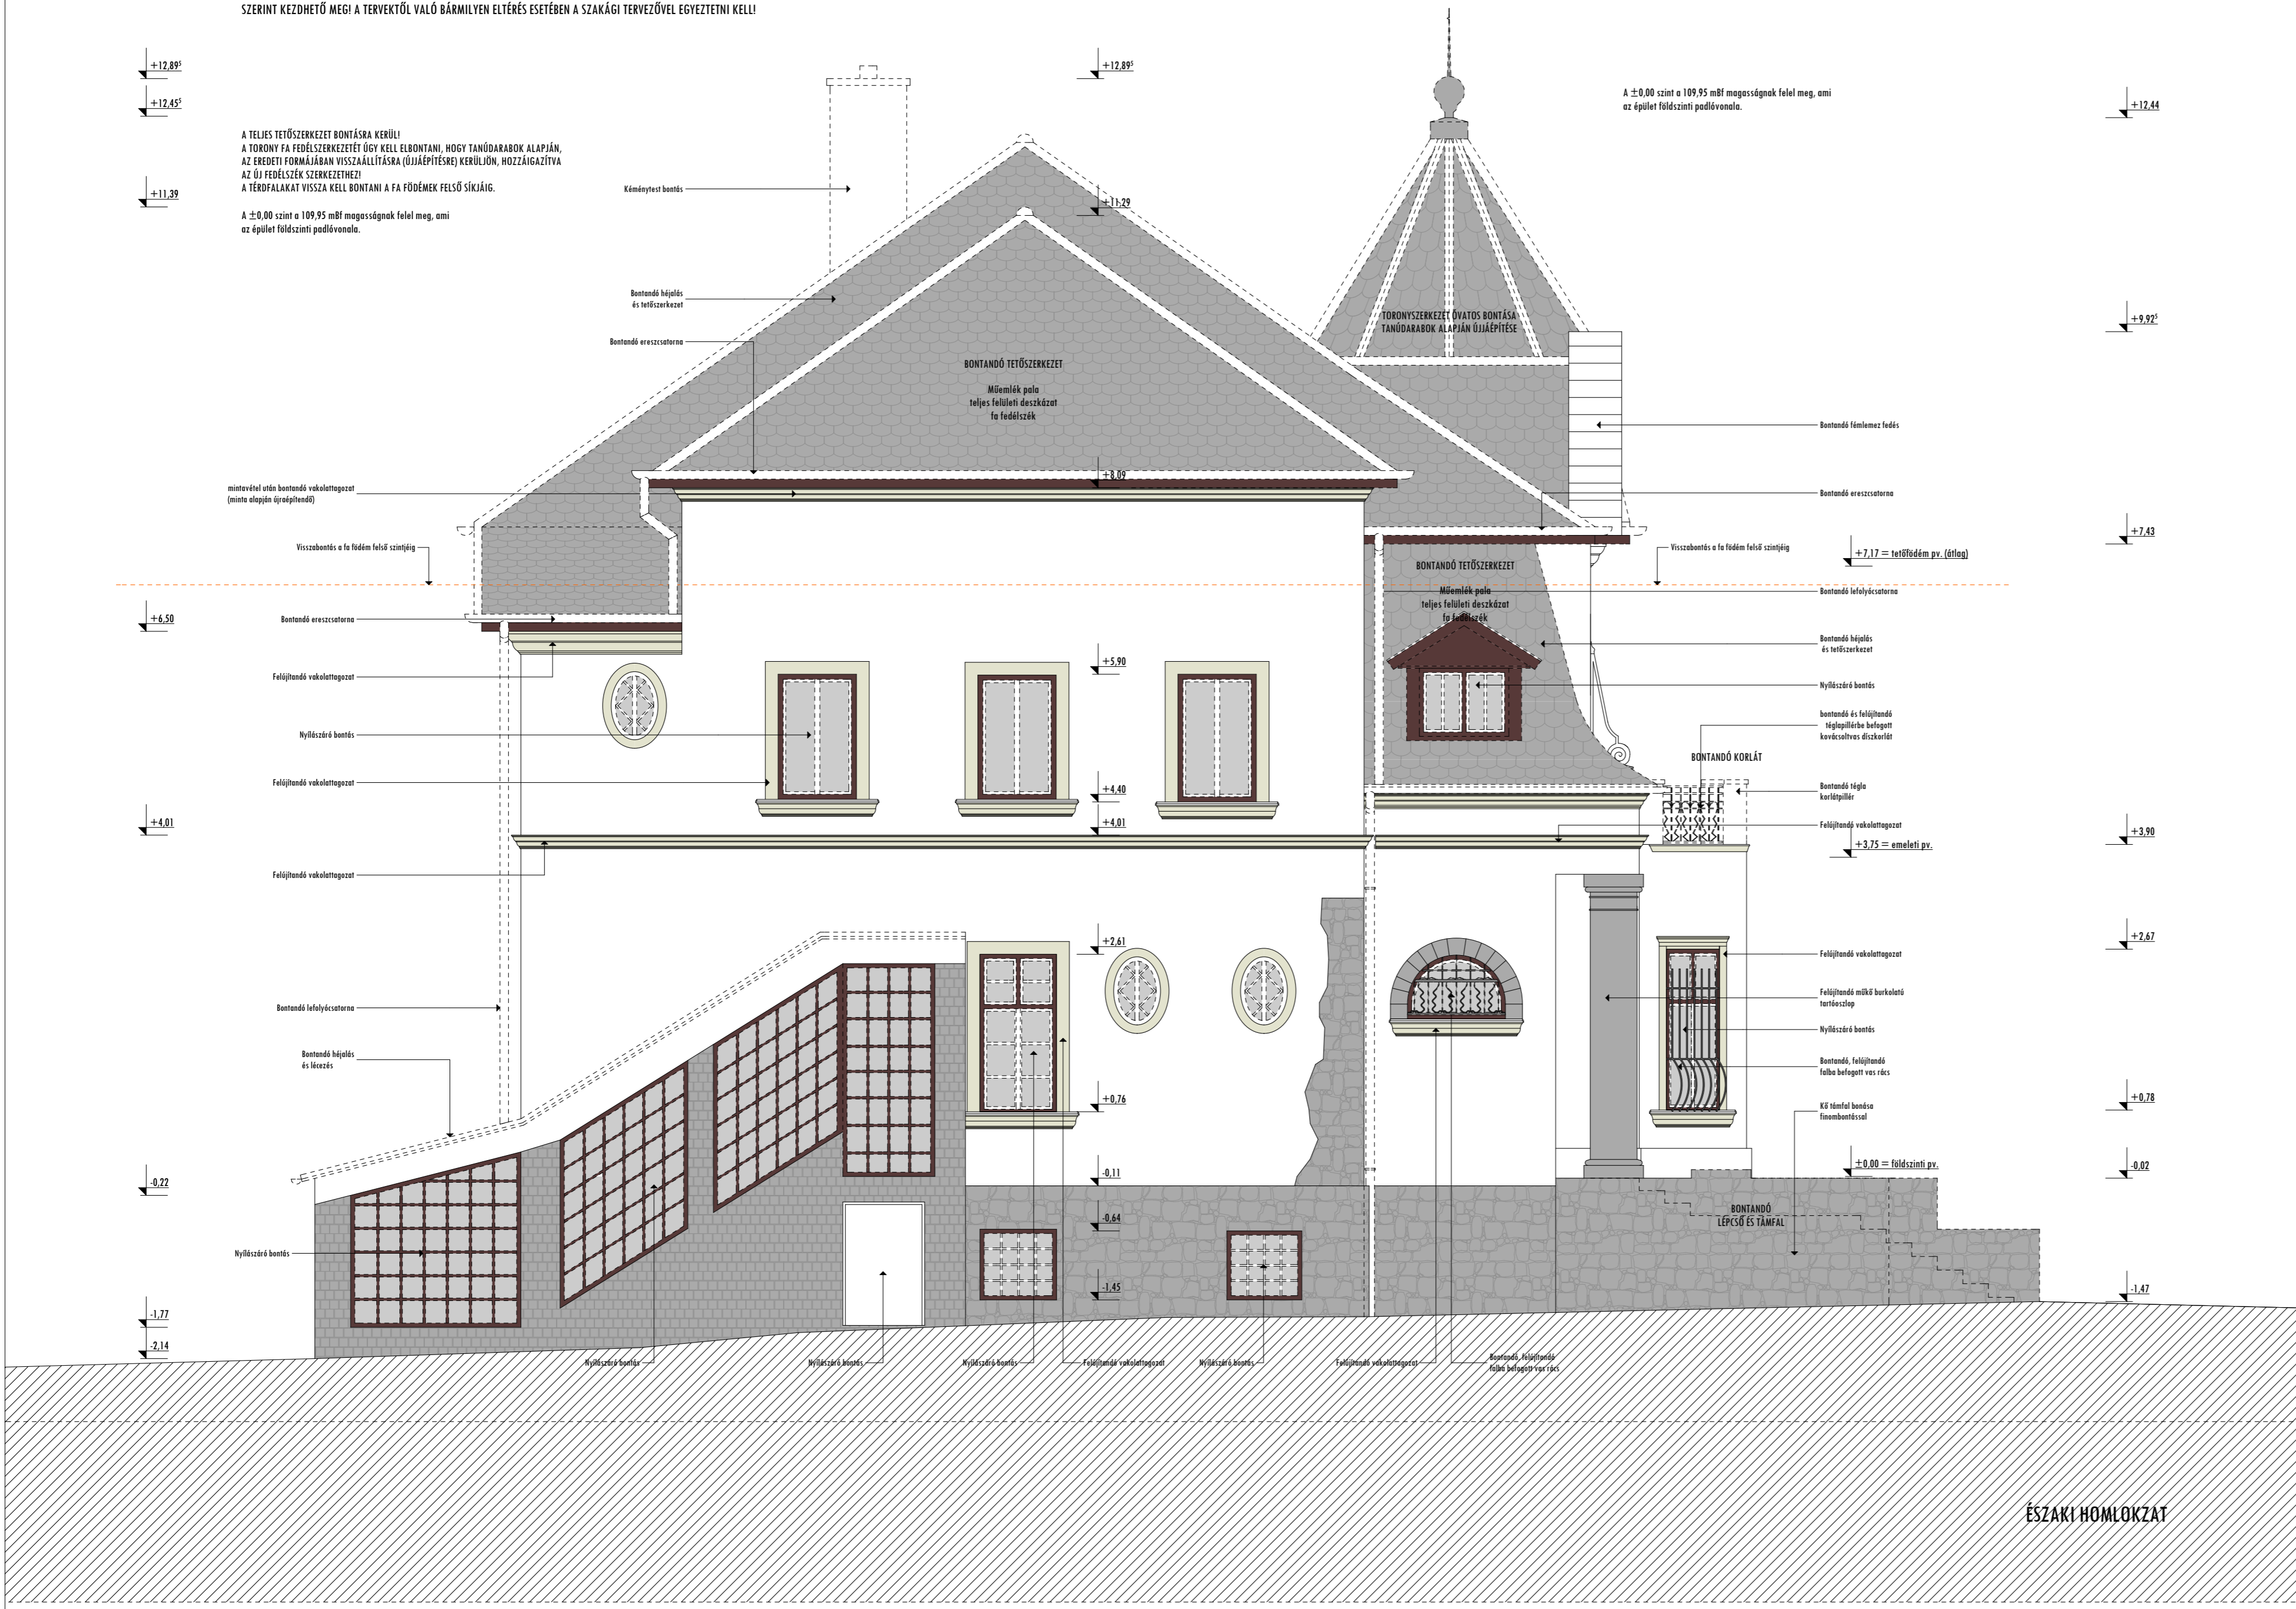 SZERINT KEZDHETŐ MEG! A TERVEKTŐL VALÓ BÁRMILYEN ELTÉRÉS ESETÉBEN A SZAKÁGI TERVEZŐVEL EGYEZTETNI KELL!
+12,89⁵
+12,45⁵
+11,39
A TELJES TETŐSZERKEZET BONTÁSRA KERÜL!
A TORONY FA FEDÉLSZERKEZETÉT ÚGY KELL ELBONTANI, HOGY TANÚDARABOK ALAPJÁN,
AZ EREDETI FORMÁJÁBAN VISSZAÁLLÍTÁSRA (ÚJJÁÉPÍTÉSRE) KERÜLJÖN, HOZZÁIGAZÍTVA
AZ ÚJ FEDÉLSZÉK SZERKEZETHEZ!
A TÉRDFALAKAT VISSZA KELL BONTANI A FA FÖDÉMEK FELSŐ SÍKJÁIG.
A ±0,00 szint a 109,95 mBf magasságnak felel meg, ami
az épület földszinti padlóvonala.
+12,89⁵
A ±0,00 szint a 109,95 mBf magasságnak felel meg, ami
az épület földszinti padlóvonala.
+12,44
Kéménytest bontás
+11,29
Bontandó héjalás
és tetőszerkezet
Bontandó ereszcsatorna
TORONYSZERKEZET ÓVATOS BONTÁSA
TANÚDARABOK ALAPJÁN ÚJJÁÉPÍTÉSE
+9,92⁵
BONTANDÓ TETŐSZERKEZET
Műemlék pala
teljes felületi deszkázat
fa fedélszék
Bontandó fémlemez fedés
+8,09
mintavétel után bontandó vakolattagozat
(minta alapján újraépítendő)
Bontandó ereszcsatorna
+7,43
Visszabontás a fa födém felső szintjéig
Visszabontás a fa födém felső szintjéig
+7,17 = tetőfödém pv. (átlag)
BONTANDÓ TETŐSZERKEZET
Műemlék pala
teljes felületi deszkázat
fa fedélszék
Bontandó lefolyócsatorna
+6,50
Bontandó ereszcsatorna
Bontandó héjalás
és tetőszerkezet
+5,90
Felújítandó vakolattagozat
Nyílászáró bontás
Nyílászáró bontás
bontandó és felújítandó
téglapillérbe befogott
kovácsoltvas díszkorlát
BONTANDÓ KORLÁT
Felújítandó vakolattagozat
+4,40
Bontandó tégla
korlátpillér
+4,01
+4,01
Felújítandó vakolattagozat
+3,90
+3,75 = emeleti pv.
Felújítandó vakolattagozat
+2,61
+2,67
Felújítandó vakolattagozat
Felújítandó műkő burkolatú
tartóoszlop
Bontandó lefolyócsatorna
Nyílászáró bontás
Bontandó héjalás
és lécezés
Bontandó, felújítandó
falba befogott vas rács
+0,76
+0,78
Kő támfal bonása
finombontással
-0,22
-0,11
±0,00 = földszinti pv.
-0,02
-0,64
BONTANDÓ
LÉPCSŐ ÉS TÁMFAL
Nyílászáró bontás
-1,45
-1,47
-1,77
-2,14
Nyílászáró bontás
Nyílászáró bontás
Nyílászáró bontás
Felújítandó vakolattagozat
Nyílászáró bontás
Felújítandó vakolattagozat
Bontandó, felújítandó
falba befogott vas rács
ÉSZAKI HOMLOKZAT